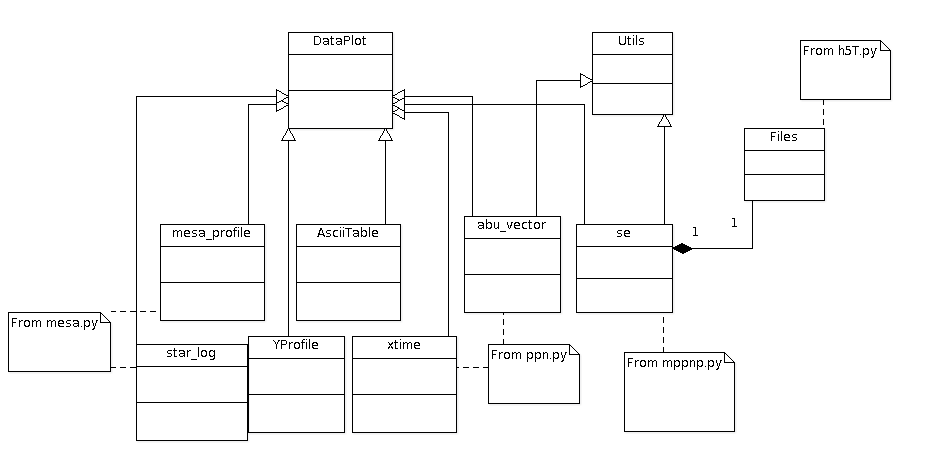 DataPlot
Utils
From h5T.py
Files
mesa_profile
AsciiTable
abu_vector
se
1
1
From mesa.py
star_log
YProfile
xtime
From ppn.py
From mppnp.py